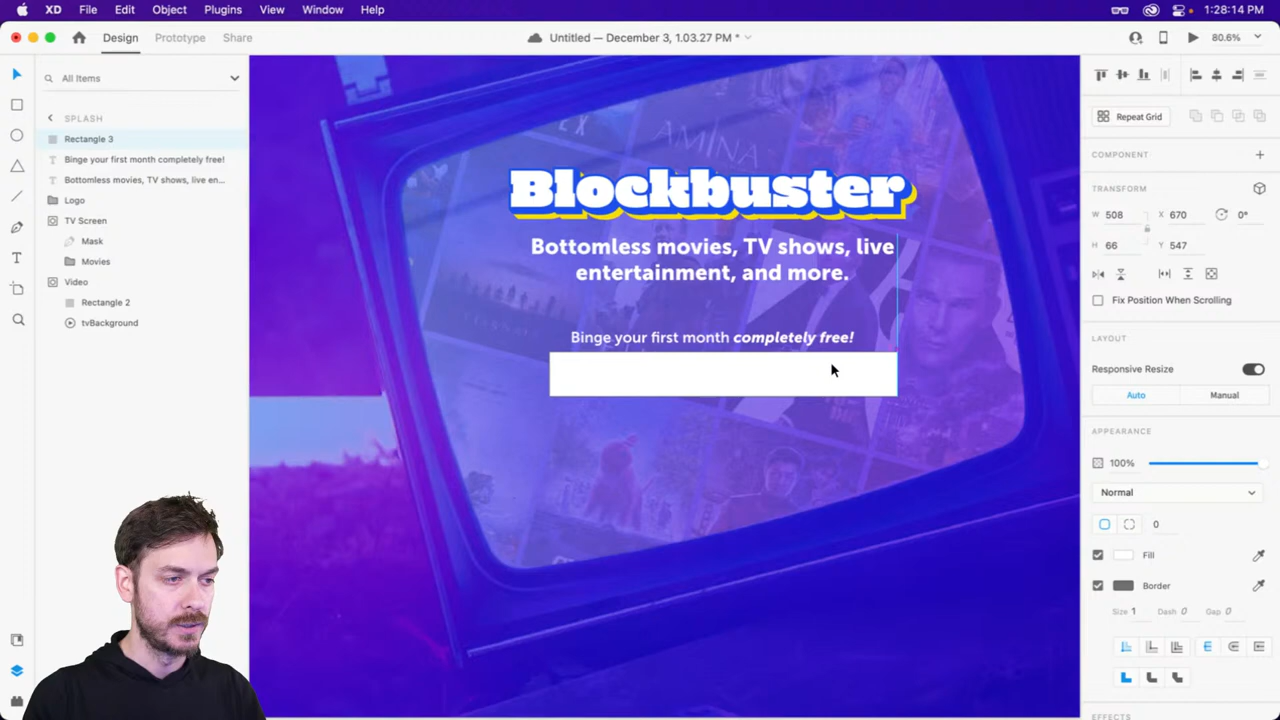 XD File Edit Object Plugins View Window Help
1:28:14 PM
Design Prototype Share
Untitled — December 3, 1.03.27 PM *
80.6%
All Items
SPLASH
Rectangle 3
Binge your first month completely free!
Bottomless movies, TV shows, live en...
Logo
TV Screen
Mask
Movies
Video
Rectangle 2
tvBackground
EX
AMINA
Blockbuster
Bottomless movies, TV shows, live
entertainment, and more.
Binge your first month completely free!
Repeat Grid
COMPONENT
TRANSFORM
W 508 X 670 0°
H 66 Y 547
Fix Position When Scrolling
LAYOUT
Responsive Resize
Auto Manual
APPEARANCE
100%
Normal
0
Fill
Border
Size 1 Dash 0 Gap 0
EFFECTS